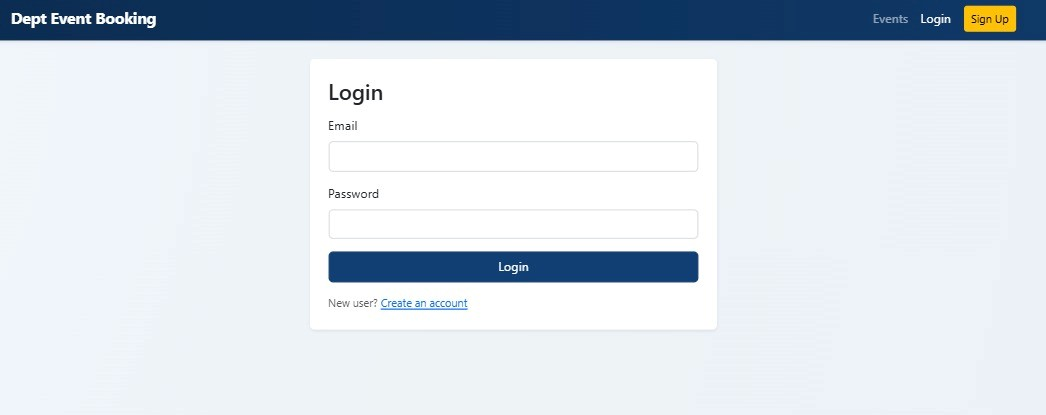 Dept Event Booking
Events Login Sign Up
Login
Email
Password
Login
New user? Create an account